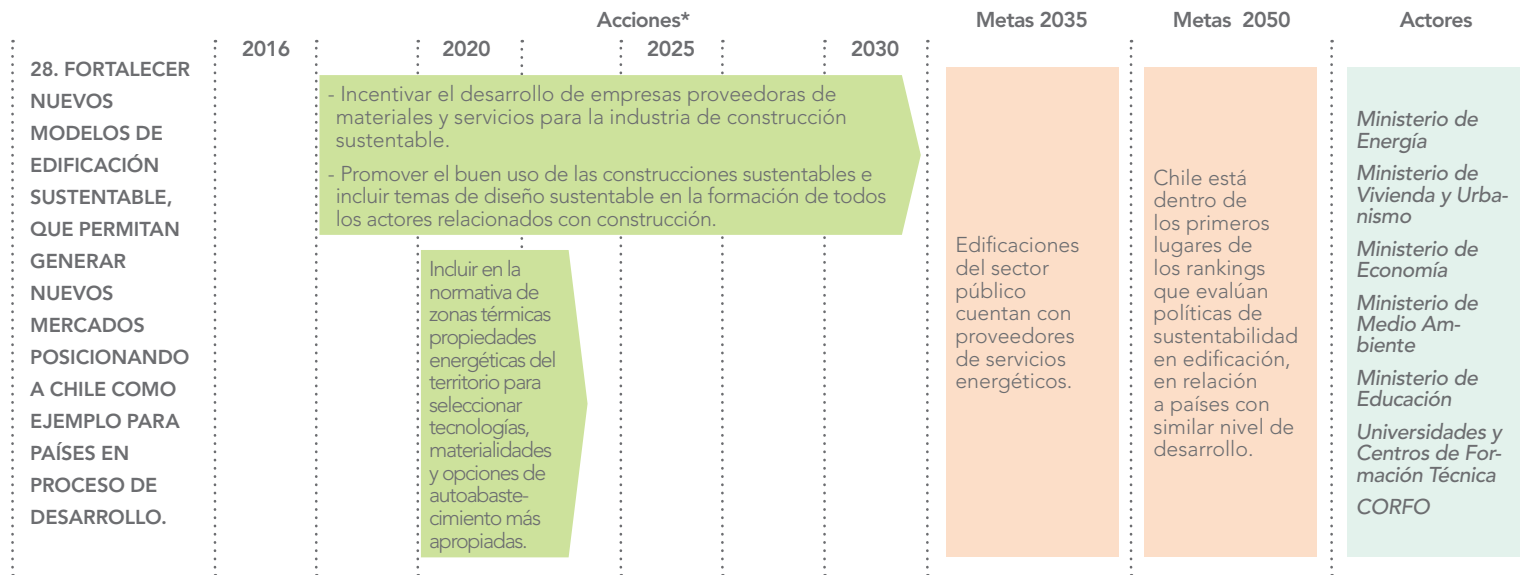 Acciones*
Metas 2035
Metas 2050
Actores
2016
2020
2025
2030
28. FORTALECER
NUEVOS
MODELOS DE
EDIFICACIÓN
SUSTENTABLE,
QUE PERMITAN
GENERAR
NUEVOS
MERCADOS
POSICIONANDO
A CHILE COMO
EJEMPLO PARA
PAÍSES EN
PROCESO DE
DESARROLLO.
- Incentivar el desarrollo de empresas proveedoras de
materiales y servicios para la industria de construcción
sustentable.
- Promover el buen uso de las construcciones sustentables e
incluir temas de diseño sustentable en la formación de todos
los actores relacionados con construcción.
Incluir en la
normativa de
zonas térmicas
propiedades
energéticas del
territorio para
seleccionar
tecnologías,
materialidades
y opciones de
autoabaste-
cimiento más
apropiadas.
Edificaciones
del sector
público
cuentan con
proveedores
de servicios
energéticos.
Chile está
dentro de
los primeros
lugares de
los rankings
que evalúan
políticas de
sustentabilidad
en edificación,
en relación
a países con
similar nivel de
desarrollo.
Ministerio de
Energía
Ministerio de
Vivienda y Urba-
nismo
Ministerio de
Economía
Ministerio de
Medio Am-
biente
Ministerio de
Educación
Universidades y
Centros de For-
mación Técnica
CORFO